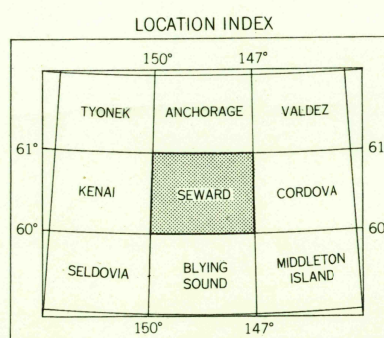 LOCATION INDEX
150° 147°
TYONEK ANCHORAGE VALDEZ
61° 61
KENAI SEWARD CORDOVA
60° 60
SELDOVIA BLYING SOUND MIDDLETON ISLAND
150° 147°